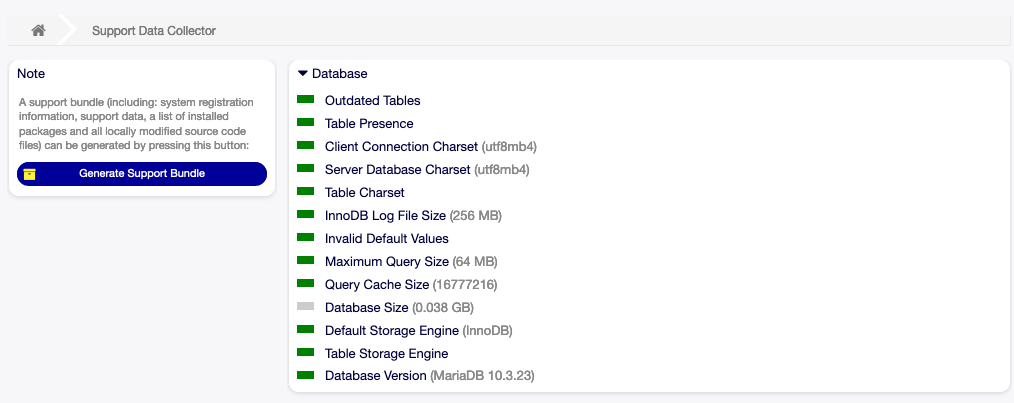 Support Data Collector
Note
A support bundle (including: system registration
information, support data, a list of installed
packages and all locally modified source code
files) can be generated by pressing this button:
Generate Support Bundle
Database
Outdated Tables
Table Presence
Client Connection Charset (utf8mb4)
Server Database Charset (utf8mb4)
Table Charset
InnoDB Log File Size (256 MB)
Invalid Default Values
Maximum Query Size (64 MB)
Query Cache Size (16777216)
Database Size (0.038 GB)
Default Storage Engine (InnoDB)
Table Storage Engine
Database Version (MariaDB 10.3.23)